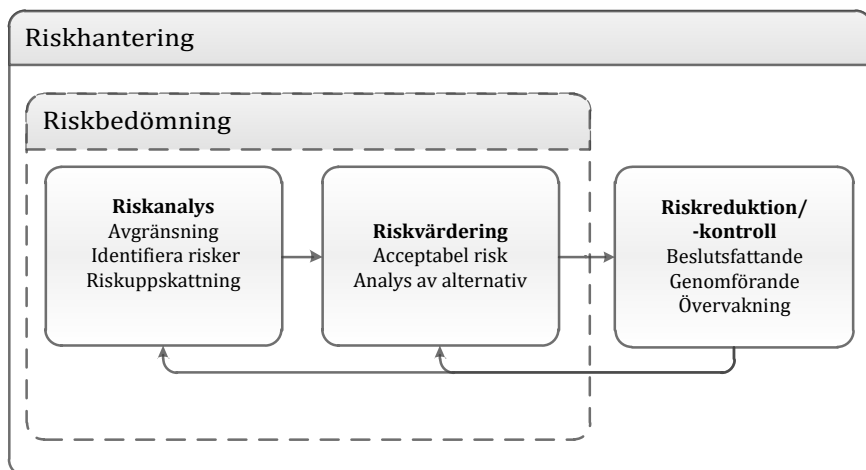 Riskhantering
Riskbedömning
Riskanalys
Avgränsning
Identifiera risker
Riskuppskattning
Riskvärdering
Acceptabel risk
Analys av alternativ
Riskreduktion/
-kontroll
Beslutsfattande
Genomförande
Övervakning